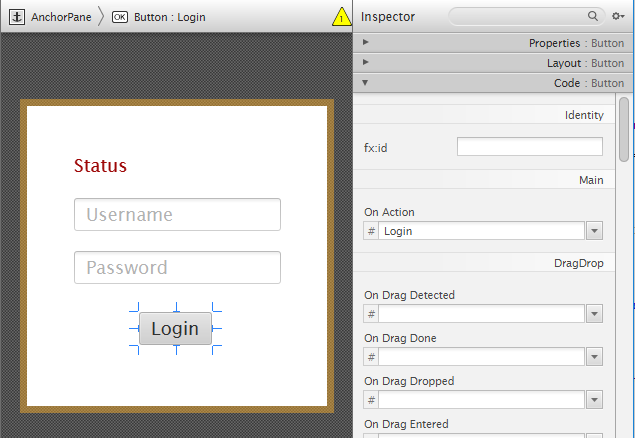 AnchorPane OK Button : Login 1
Inspector
Properties : Button
Layout : Button
Code : Button
Identity
fx:id
Main
On Action
# Login
DragDrop
On Drag Detected
#
On Drag Done
#
On Drag Dropped
#
On Drag Entered
#
Status
Username
Password
Login